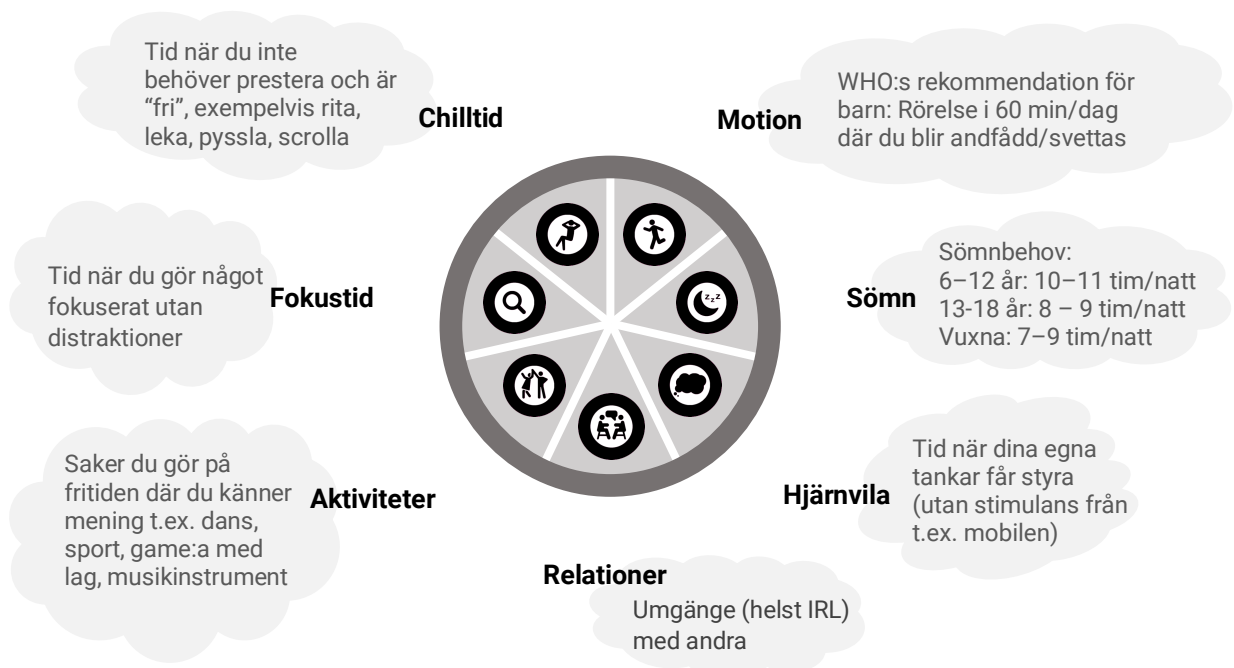 Tid när du inte
behöver prestera och är
“fri”, exempelvis rita,
leka, pyssla, scrolla
Chilltid
Motion
WHO:s rekommendation för
barn: Rörelse i 60 min/dag
där du blir andfådd/svettas
Tid när du gör något
fokuserat utan
distraktioner
Fokustid
Sömn
Sömnbehov:
6–12 år: 10–11 tim/natt
13-18 år: 8 – 9 tim/natt
Vuxna: 7–9 tim/natt
z z z
Saker du gör på
fritiden där du känner
mening t.ex. dans,
sport, game:a med
lag, musikinstrument
Aktiviteter
Hjärnvila
Tid när dina egna
tankar får styra
(utan stimulans från
t.ex. mobilen)
Relationer
Umgänge (helst IRL)
med andra